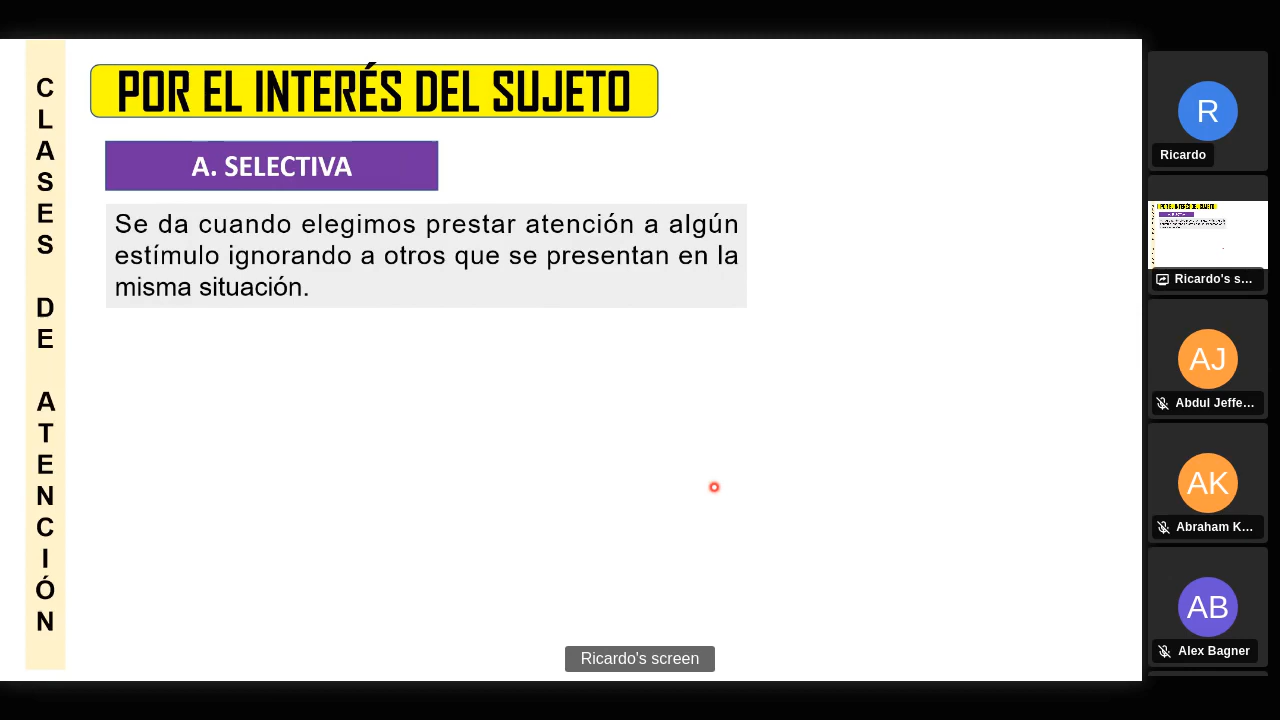 CLASES DE ATENCIÓN
POR EL INTERÉS DEL SUJETO
A. SELECTIVA
Se da cuando elegimos prestar atención a algún
estímulo ignorando a otros que se presentan en la
misma situación.
Ricardo's screen
R
Ricardo
Ricardo's s...
AJ
Abdul Jeffe...
AK
Abraham K...
AB
Alex Bagner